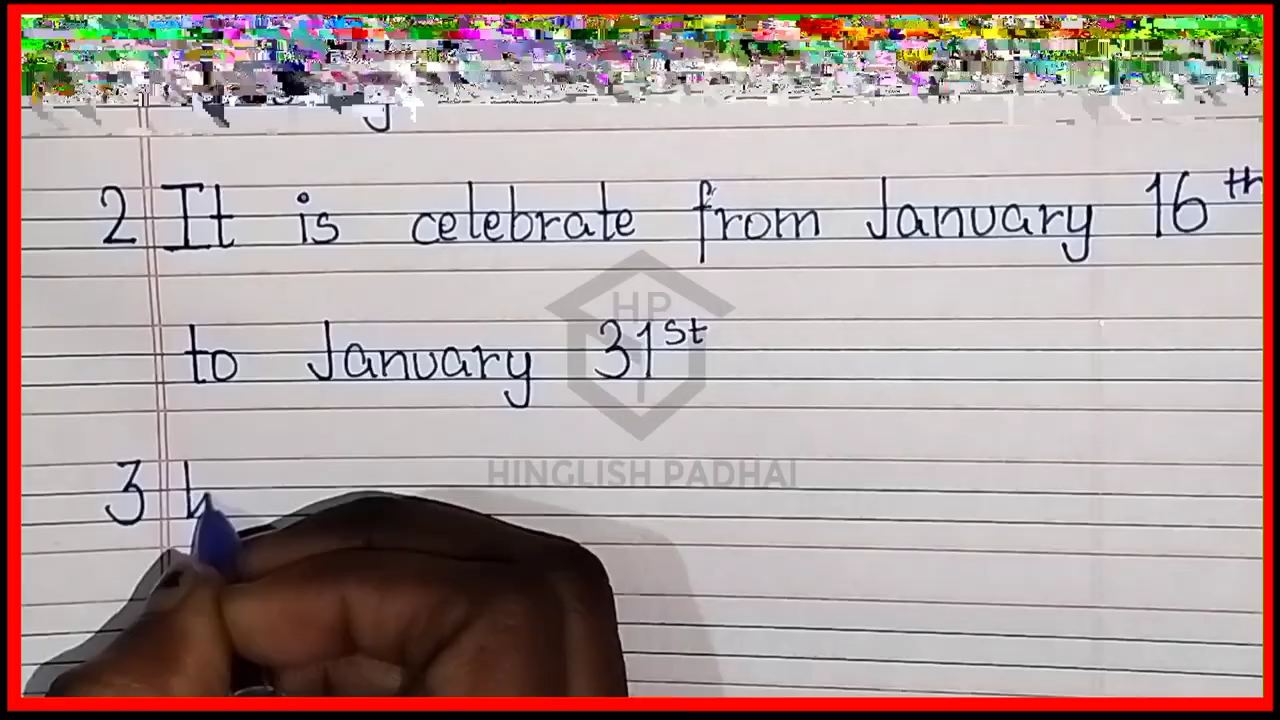 2 It is celebrate from January 16th
to January 31st
3
HP
HINGLISH PADHAI